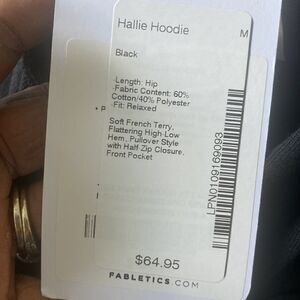 Hallie Hoodie M
Black
Length: Hip
Fabric Content: 60%
Cotton/40% Polyester
Fit: Relaxed
Soft French Terry,
Flattering High-Low
Hem, Pullover Style
with Half Zip Closure,
Front Pocket
LPN0109169093
$64.95
FABLETICS.COM